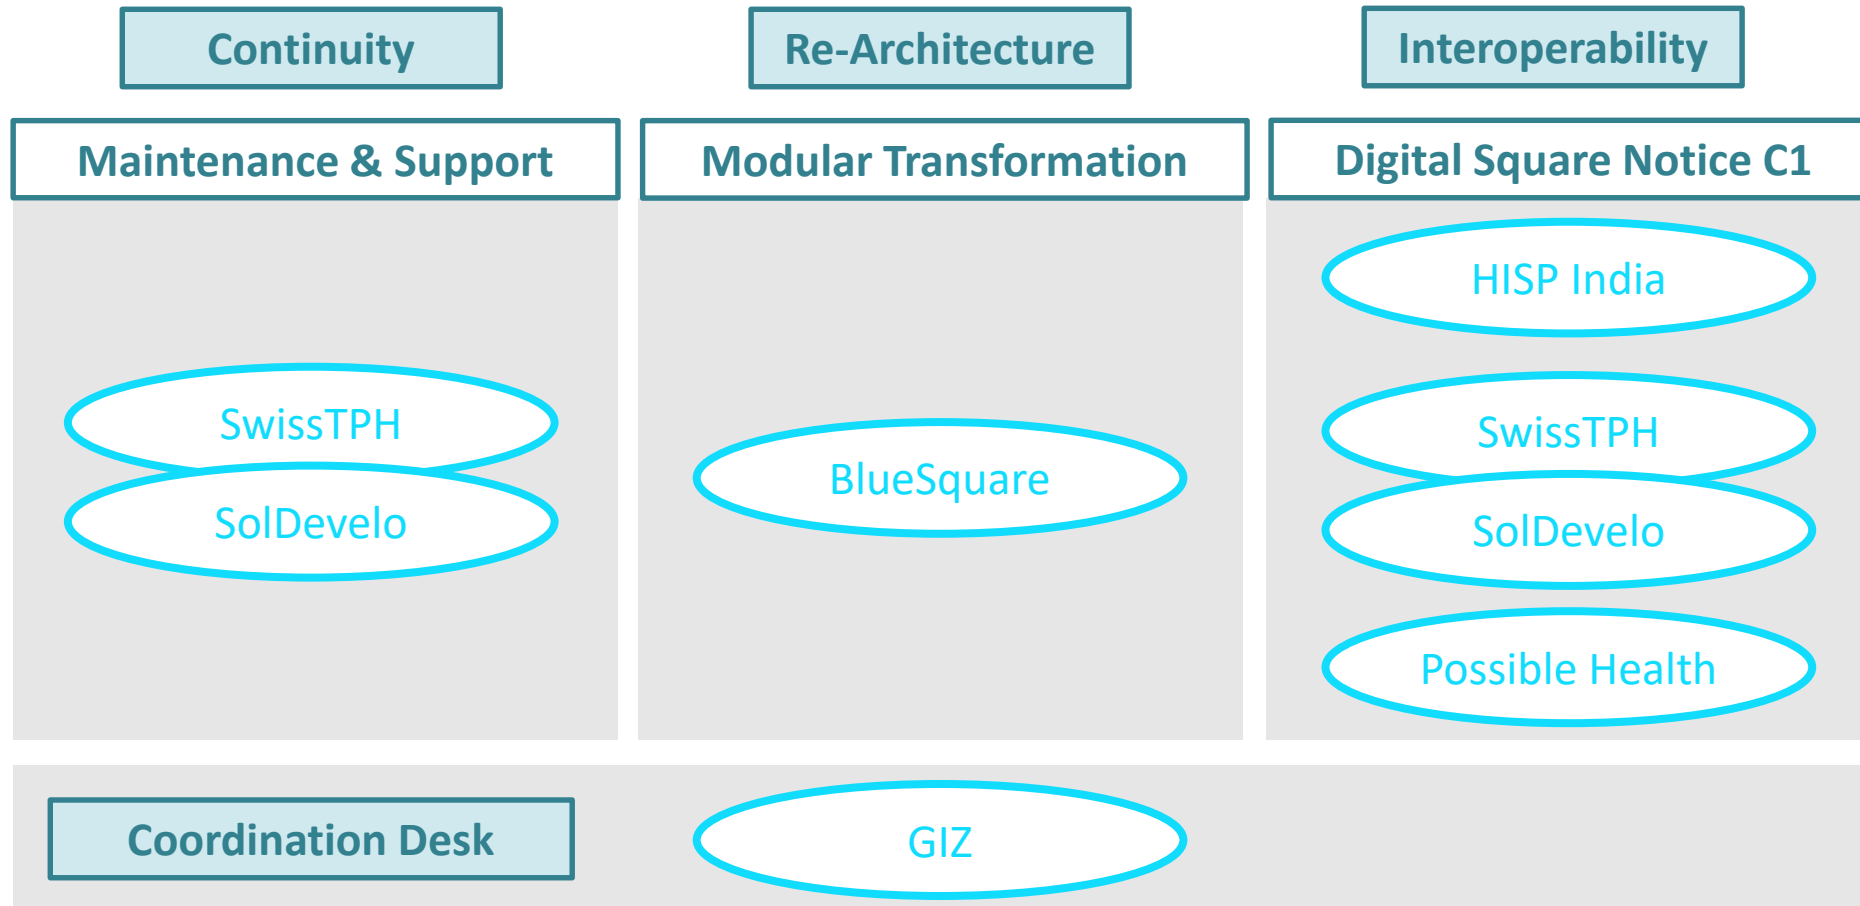 Continuity
Re-Architecture
Interoperability
Maintenance & Support
Modular Transformation
Digital Square Notice C1
SwissTPH
SolDevelo
BlueSquare
HISP India
SwissTPH
SolDevelo
Possible Health
Coordination Desk
GIZ